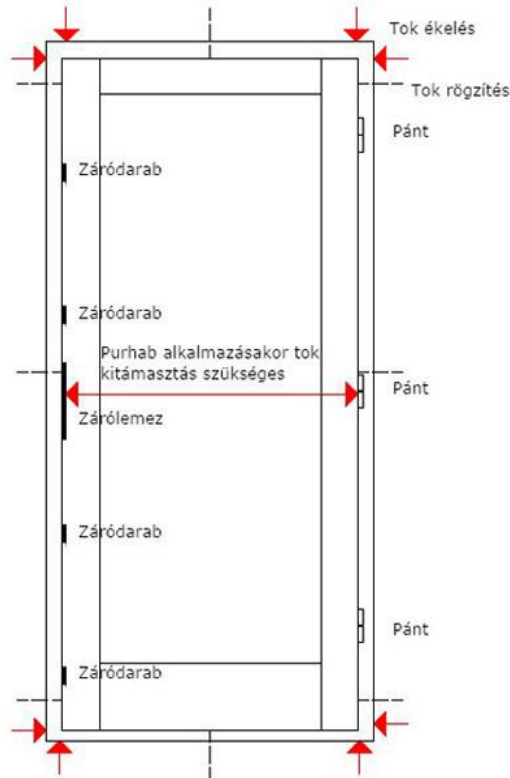 Tok ékelés
Tok rögzítés
Pánt
Záródarab
Záródarab
Purhab alkalmazásakor tok
kitámasztás szükséges
Pánt
Zárólemez
Záródarab
Pánt
Záródarab